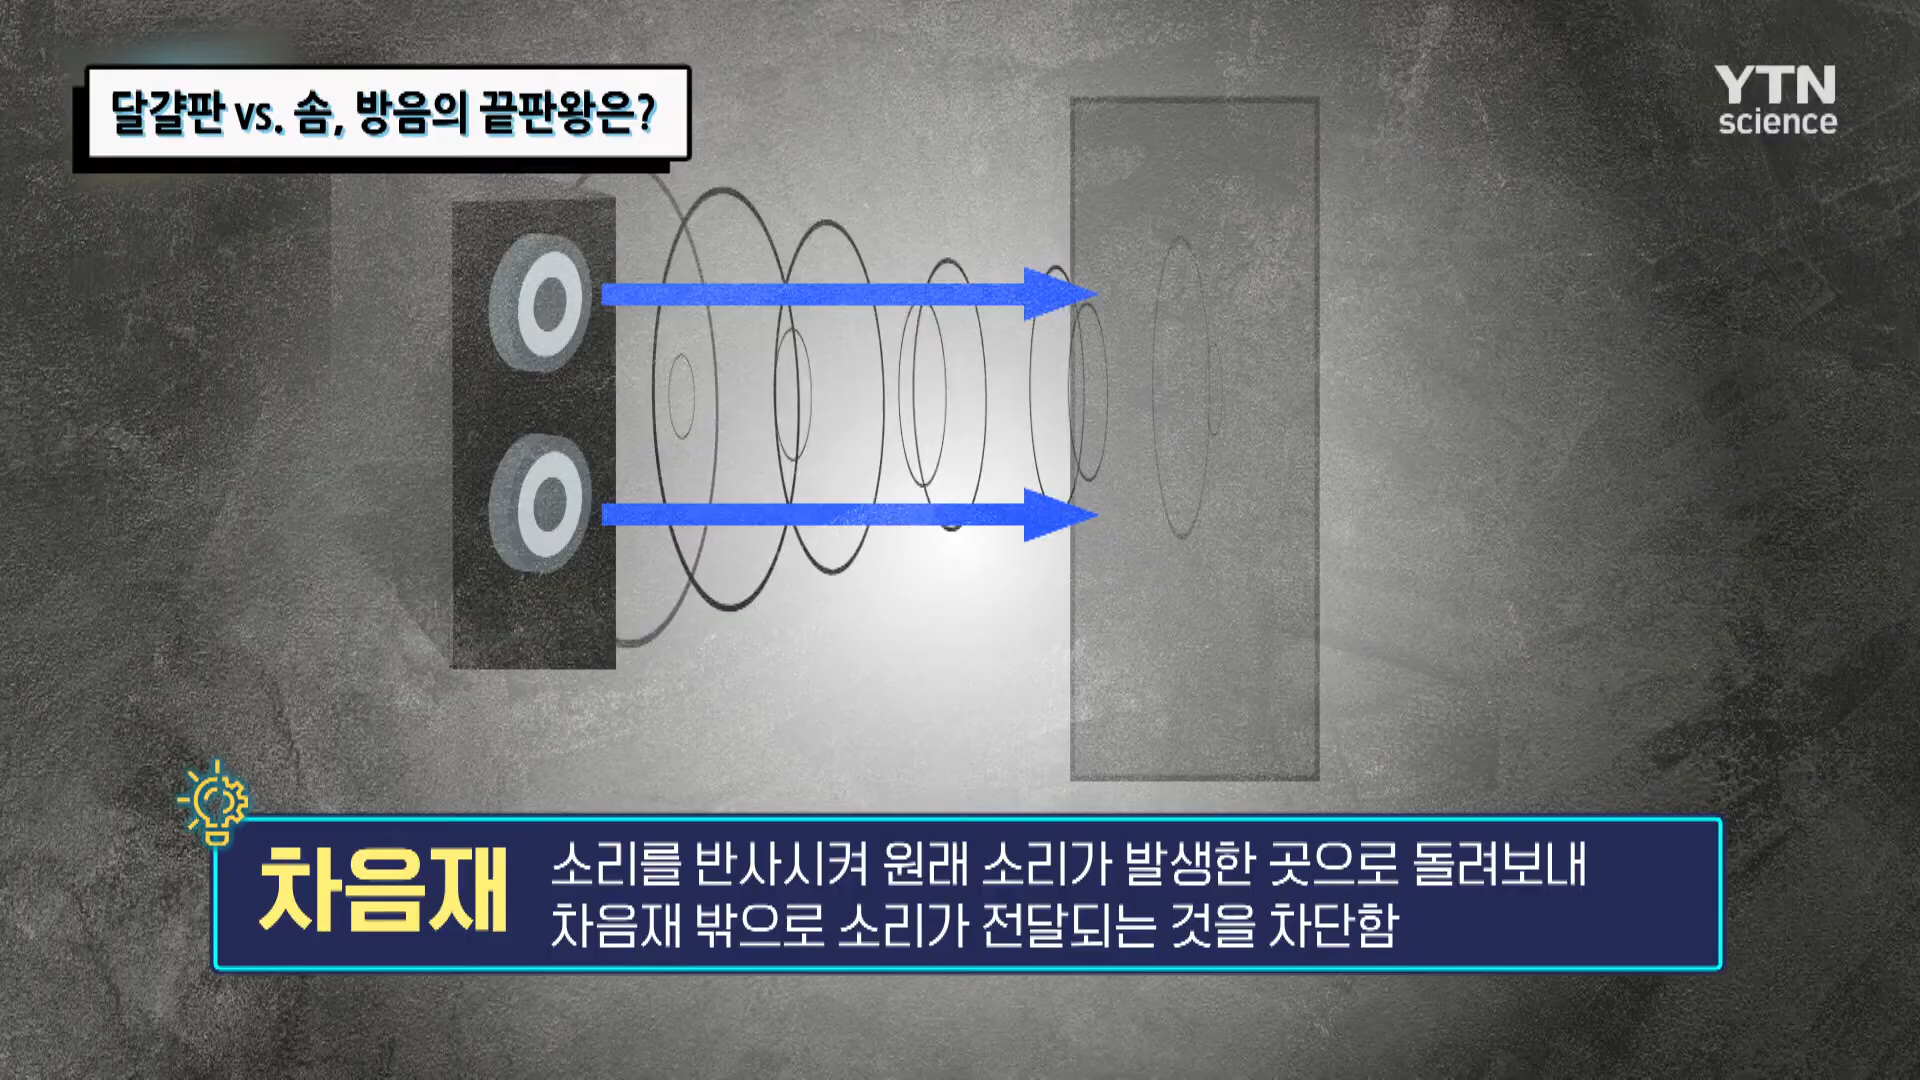 달걀판 vs. 솜, 방음의 끝판왕은?
YTN
science
차음재
소리를 반사시켜 원래 소리가 발생한 곳으로 돌려보내
차음재 밖으로 소리가 전달되는 것을 차단함